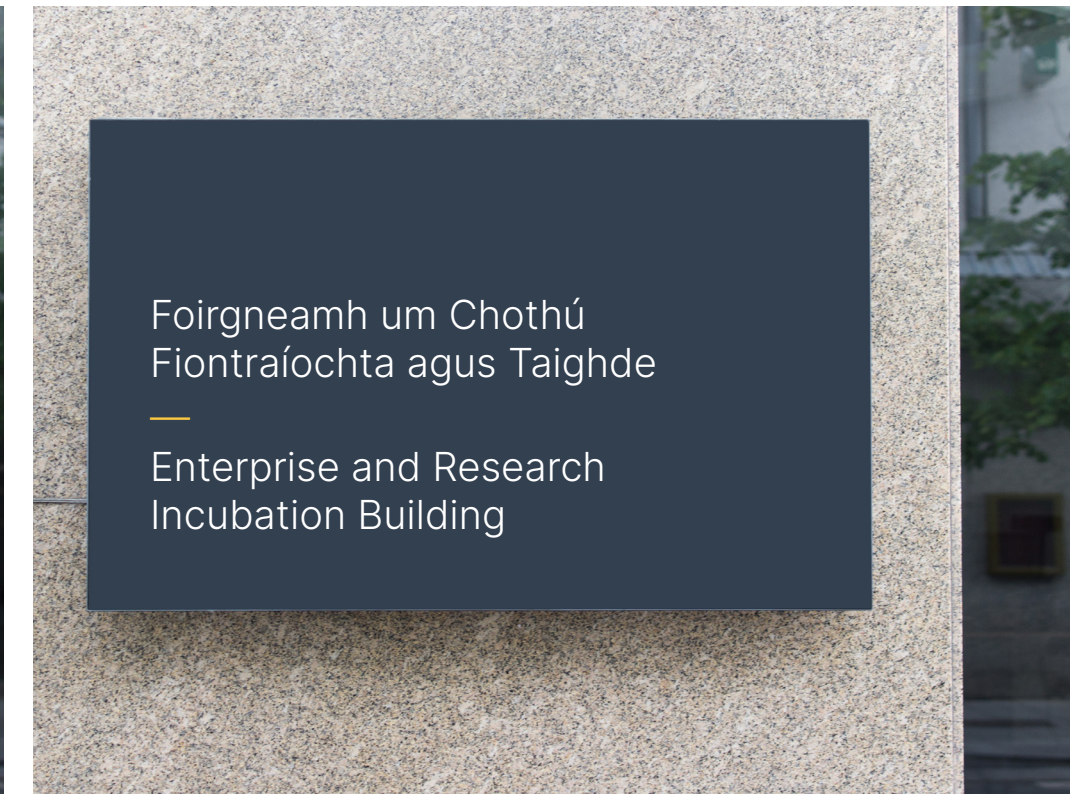 Foirgneamh um Chothú
Fiontraíochta agus Taighde
Enterprise and Research
Incubation Building